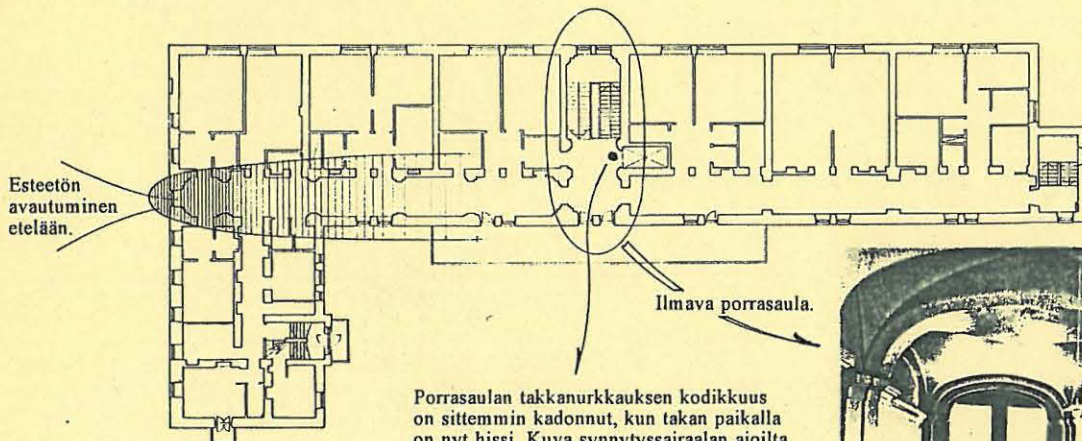 Esteetön
avautuminen
etelään.
Ilmava porrasaula.
Porrasaulan takkanurkkauksen kodikkuus
on sittemmin kadonnut, kun takan paikalla
on nyt hissi. Kuva synnytyssairaalan ajoilta